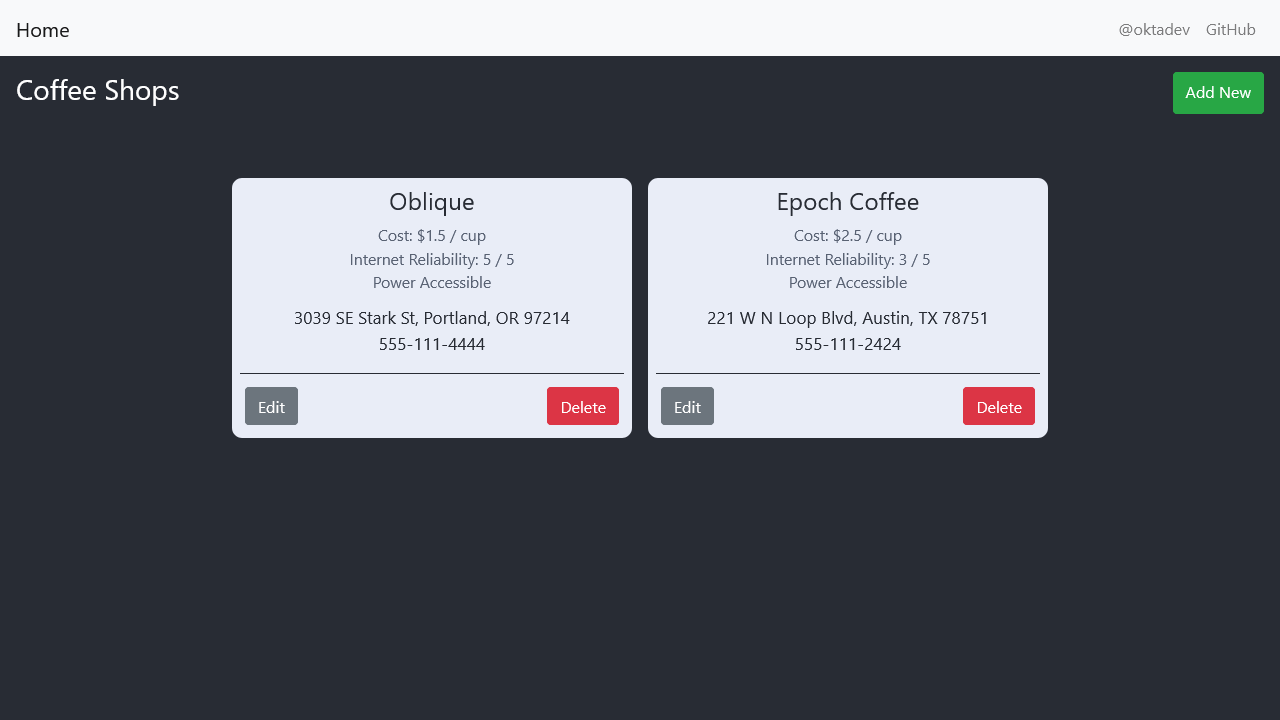 Home
@oktadev
GitHub
Coffee Shops
Add New
Oblique
Cost: $1.5 / cup
Internet Reliability: 5 / 5
Power Accessible
3039 SE Stark St, Portland, OR 97214
555-111-4444
Edit
Delete
Epoch Coffee
Cost: $2.5 / cup
Internet Reliability: 3 / 5
Power Accessible
221 W N Loop Blvd, Austin, TX 78751
555-111-2424
Edit
Delete